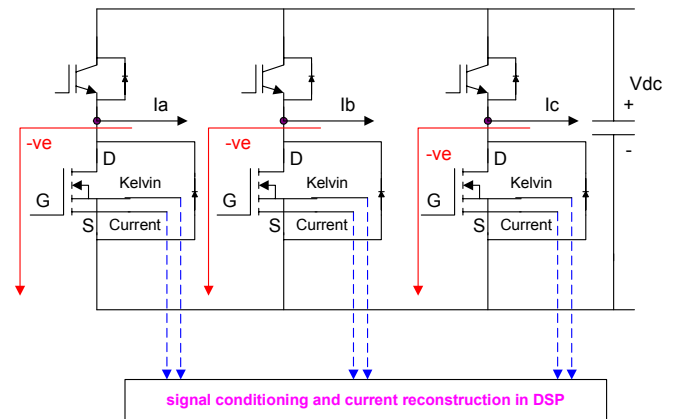 Vdc
Ia
Ib
Ic
+
-ve
-ve
-ve
-
D
D
D
Kelvin
Kelvin
Kelvin
G
G
G
S
Current
S
Current
S
Current
signal conditioning and current reconstruction in DSP